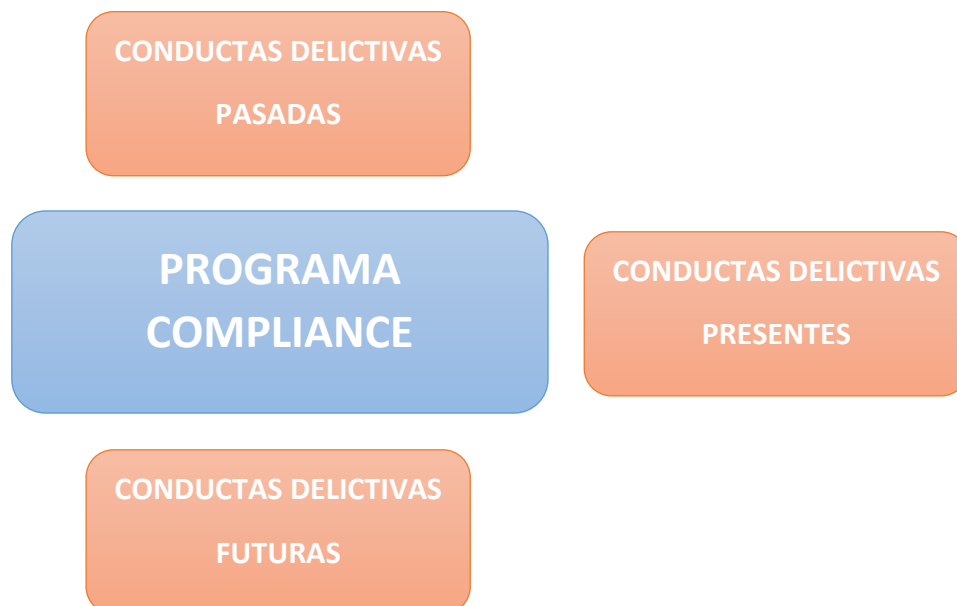 CONDUCTAS DELICTIVAS
PASADAS
PROGRAMA
COMPLIANCE
CONDUCTAS DELICTIVAS
PRESENTES
CONDUCTAS DELICTIVAS
FUTURAS